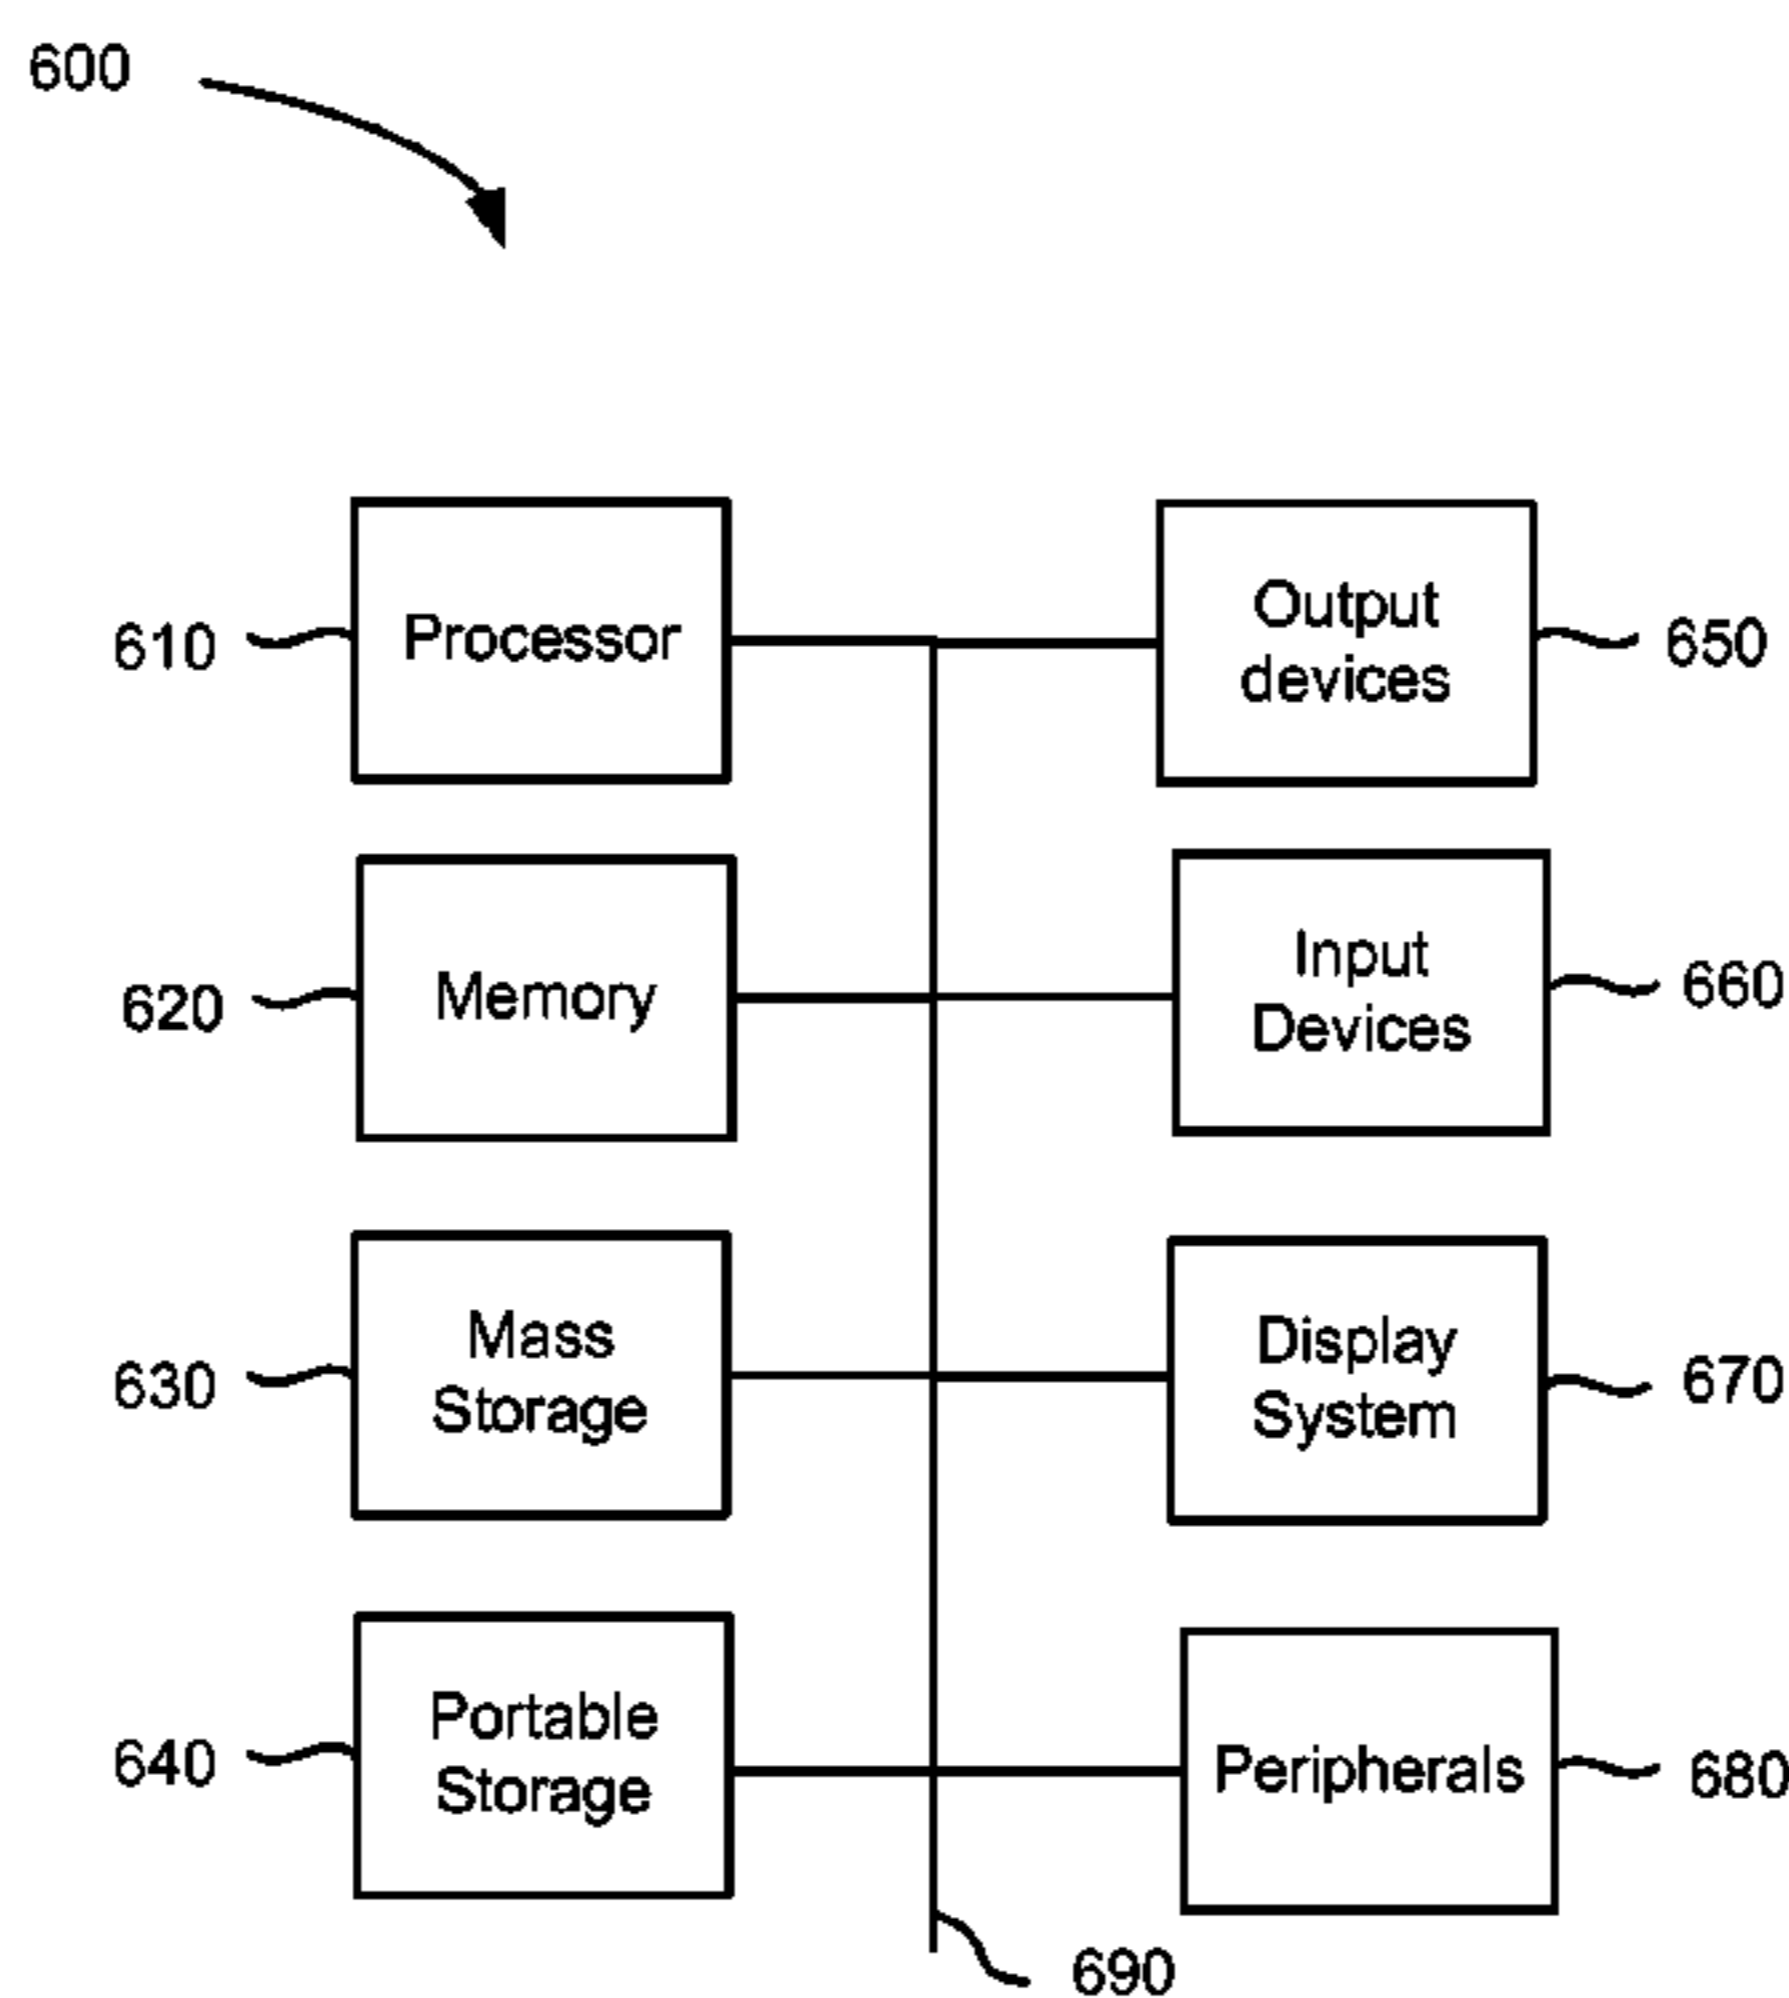 600
610
Processor
Output
devices
650
620
Memory
Input
Devices
660
630
Mass
Storage
Display
System
670
640
Portable
Storage
Peripherals
680
690